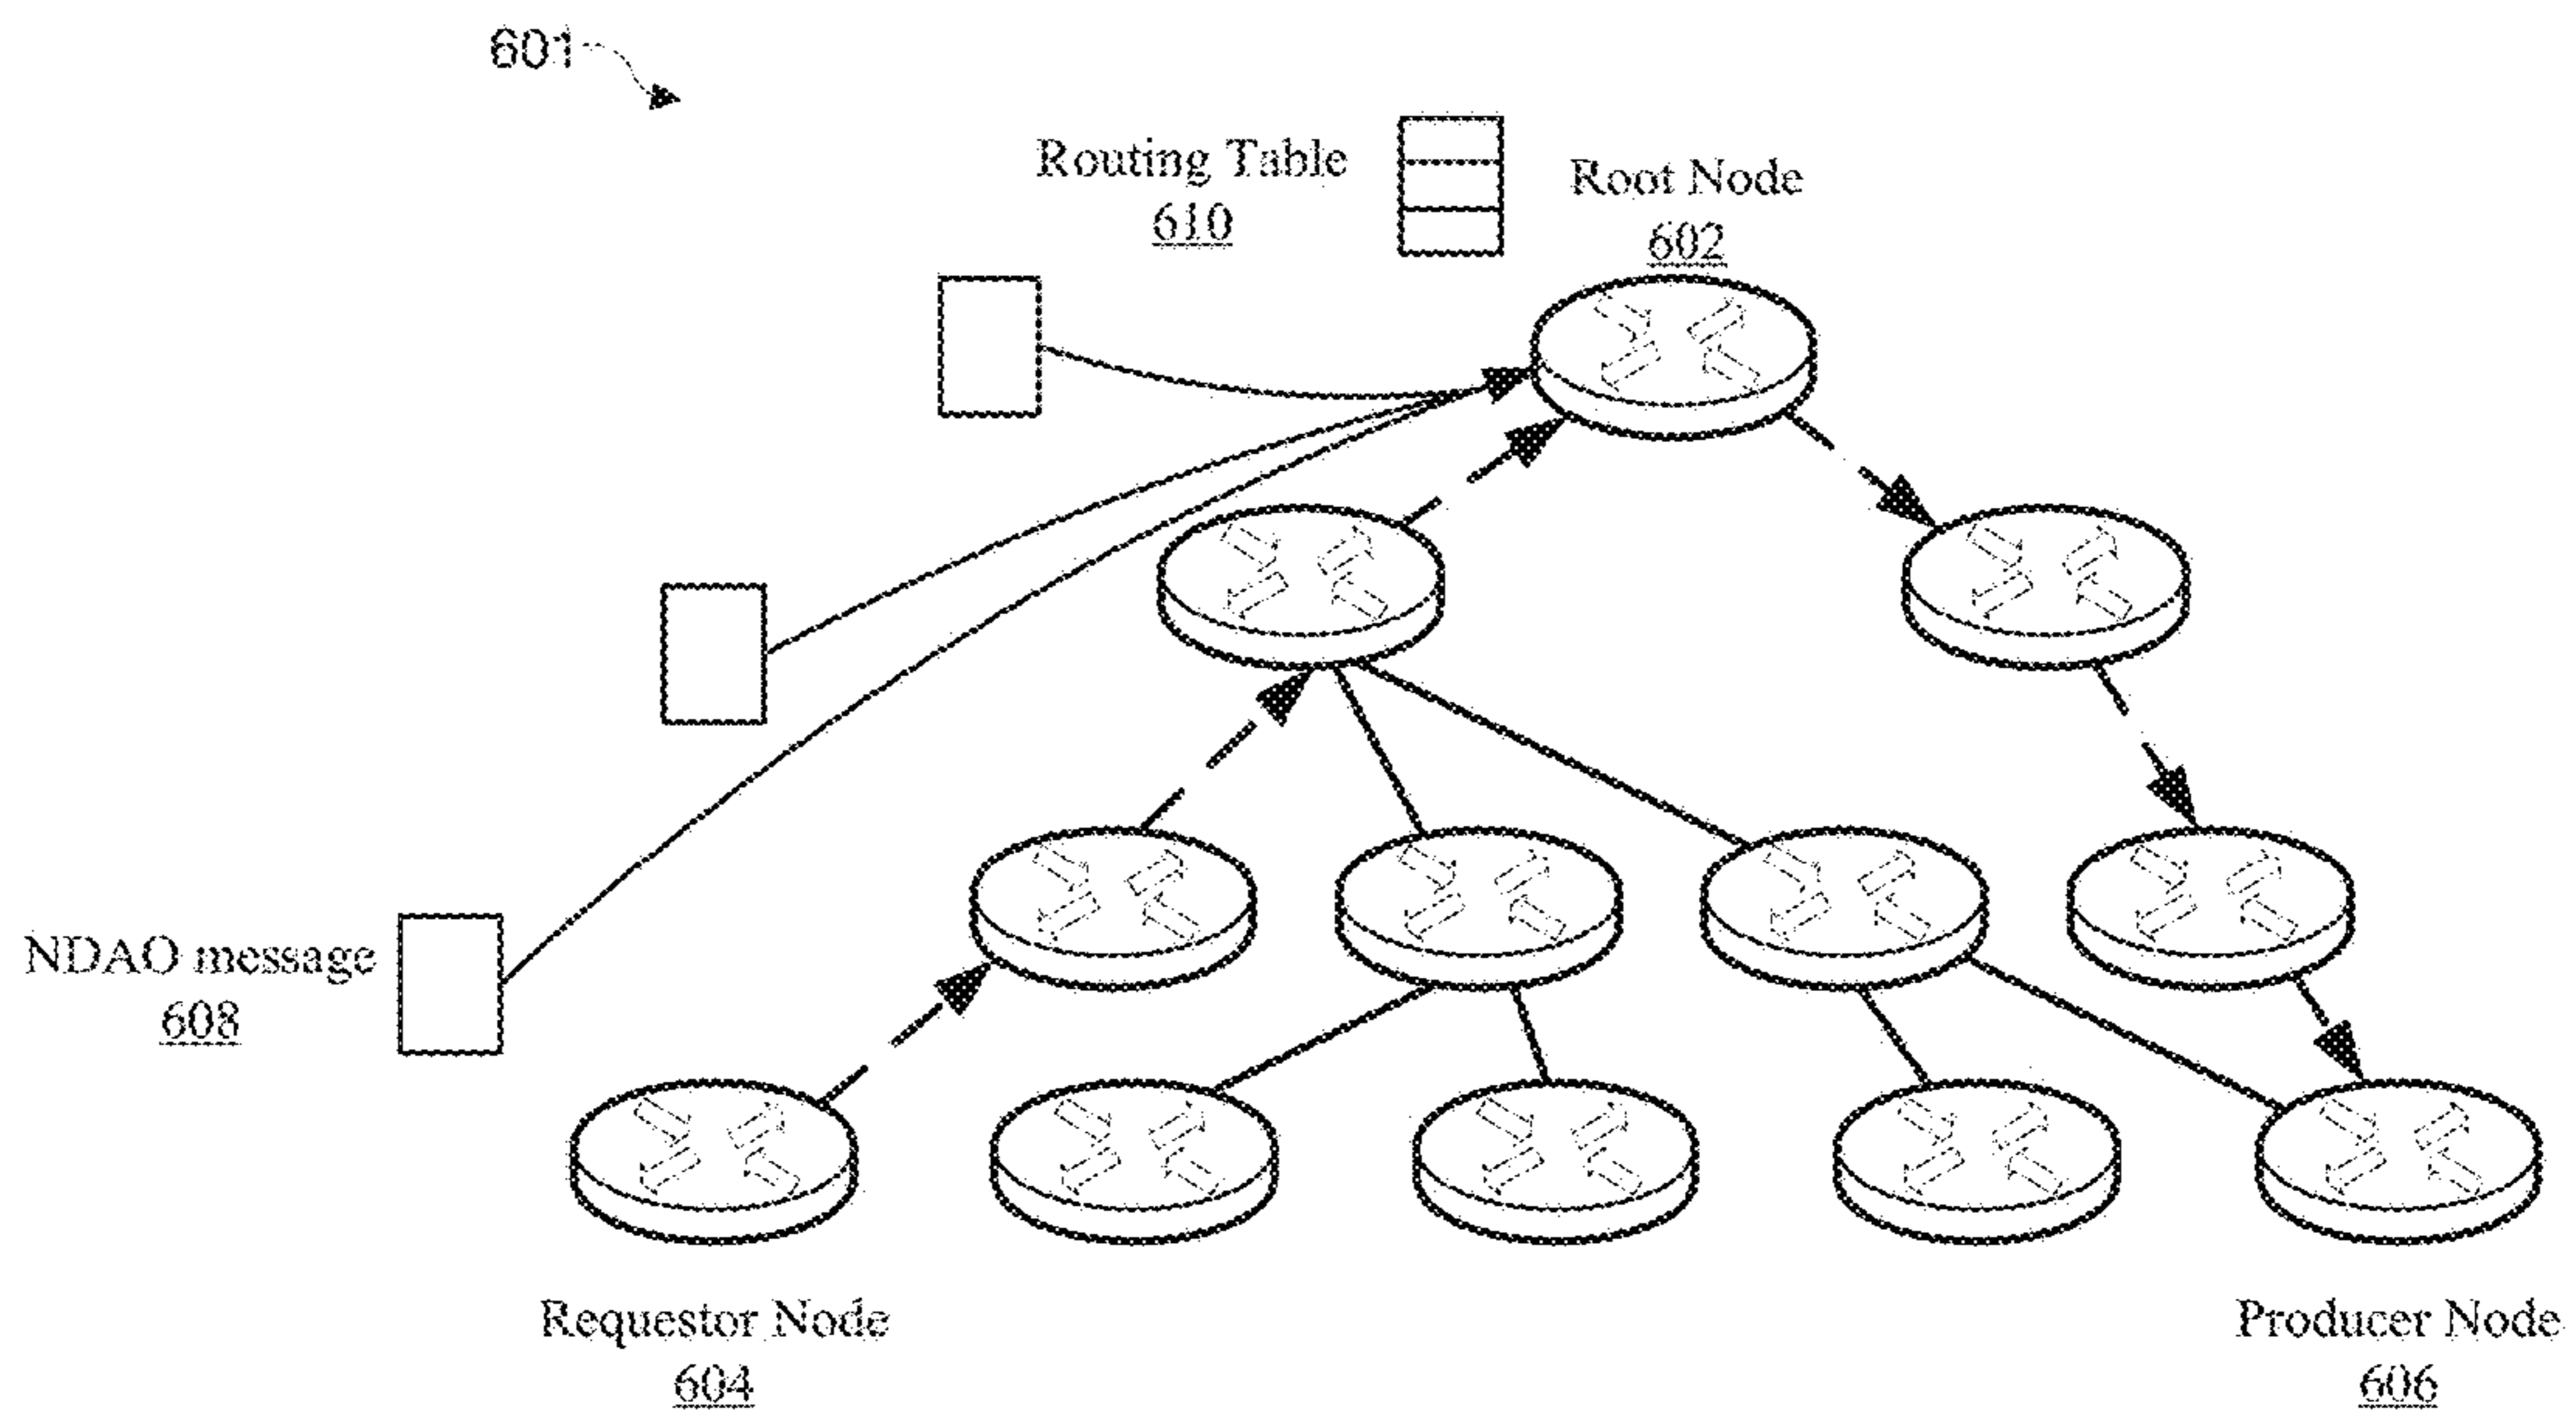 601
Routing Table
610
Root Node
602
NDAO message
608
Requestor Node
604
Producer Node
606